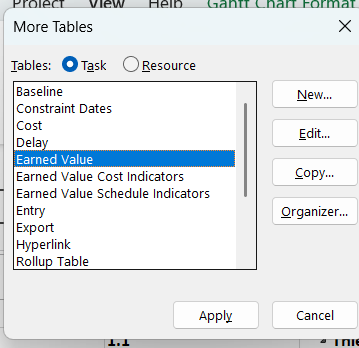 Project View Help Gantt Chart Format
More Tables
Tables: Task Resource
Baseline
Constraint Dates
Cost
Delay
Earned Value
Earned Value Cost Indicators
Earned Value Schedule Indicators
Entry
Export
Hyperlink
Rollup Table
New...
Edit...
Copy...
Organizer...
Apply Cancel
1.1